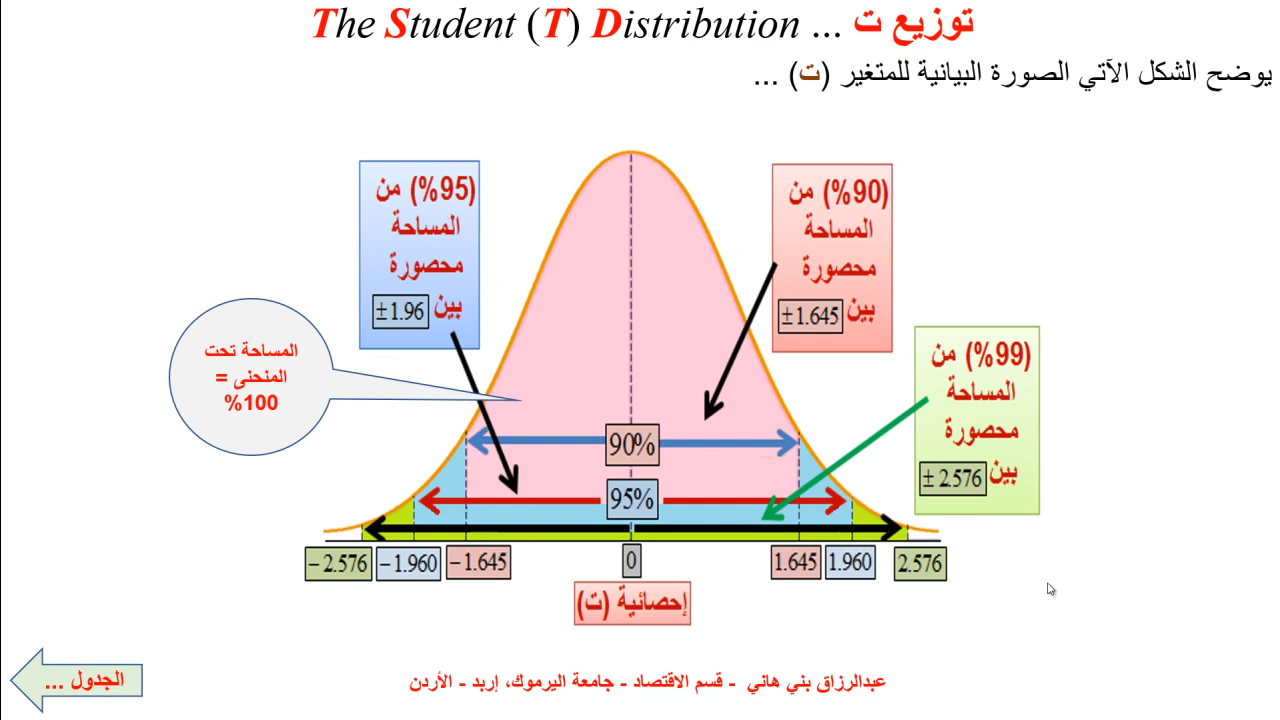 The Student (T) Distribution ... توزيع ت
يوضح الشكل الآتي الصورة البيانية للمتغير (ت) ...
(%95) من
المساحة
محصورة
بين ±1.96
(%90) من
المساحة
محصورة
بين ±1.645
(%99) من
المساحة
محصورة
بين ±2.576
المساحة تحت
المنحنى =
%100
90%
95%
−2.576 −1.960 −1.645 0 1.645 1.960 2.576
إحصائية (ت)
الجدول ...
عبدالرزاق بني هاني - قسم الاقتصاد - جامعة اليرموك، إربد - الأردن